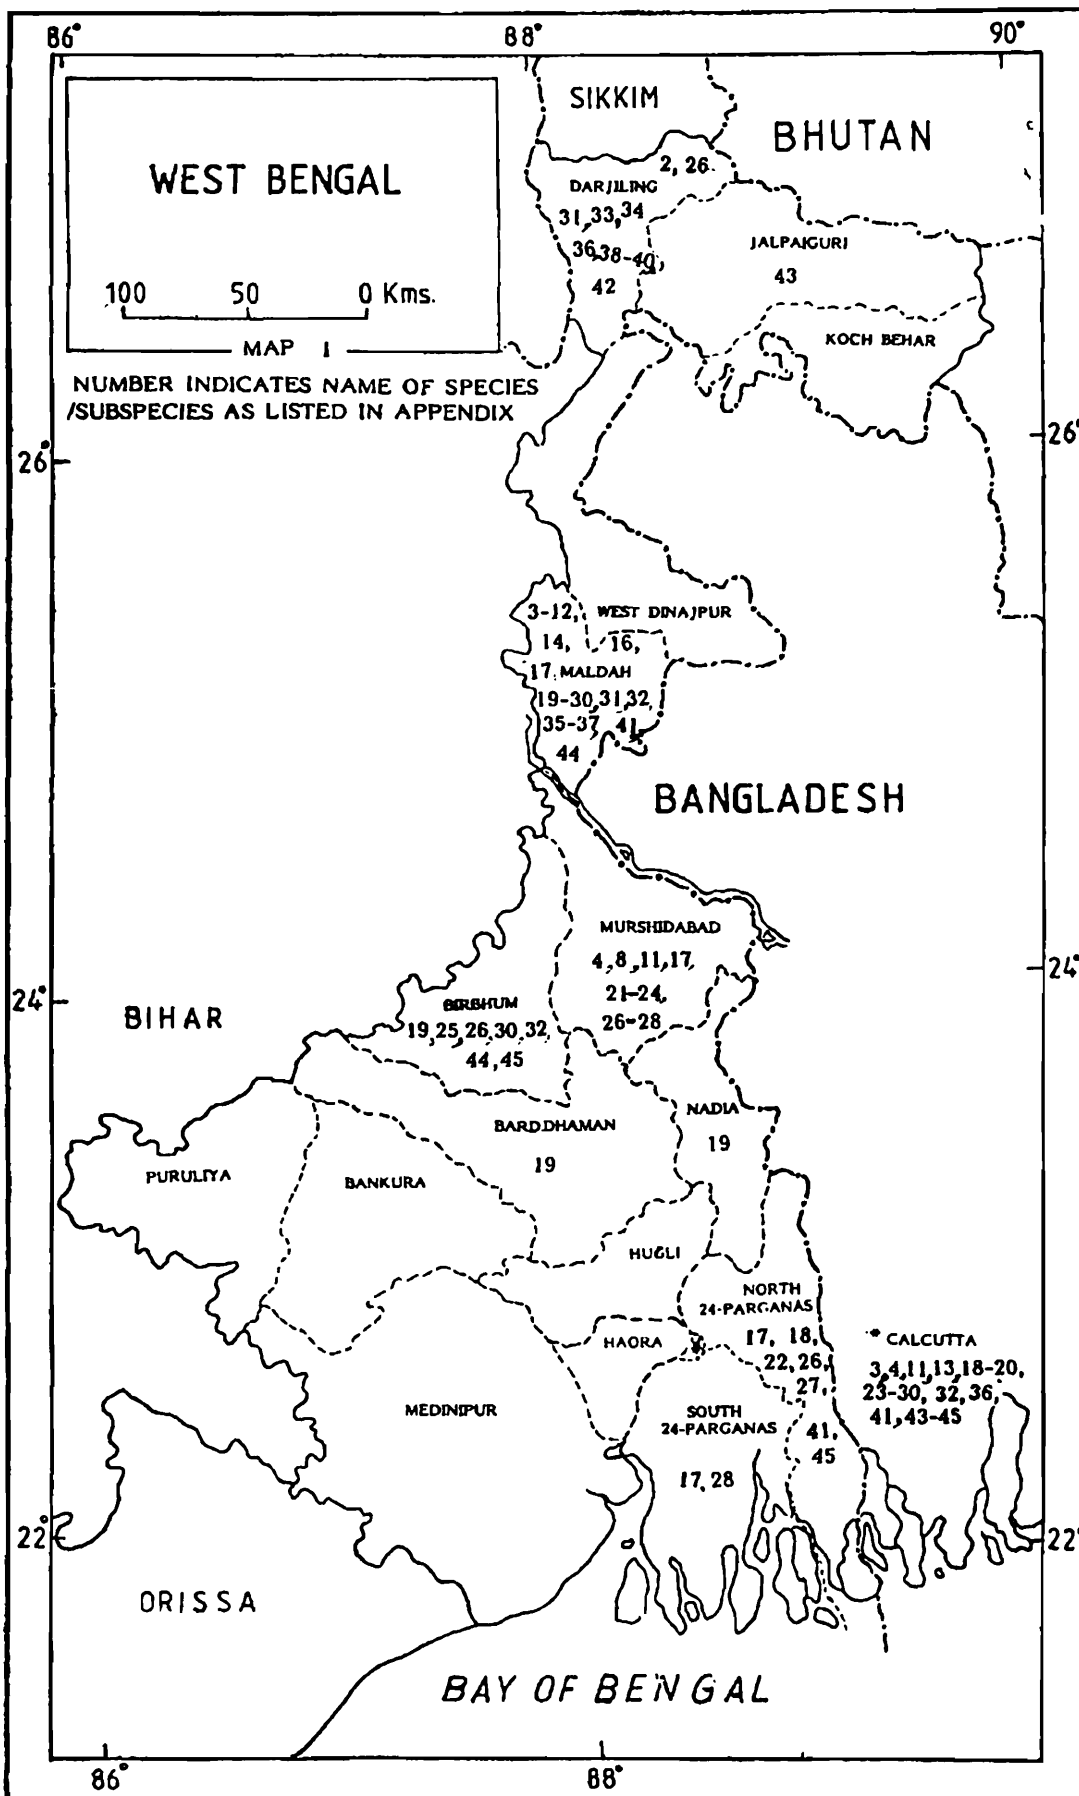 86° 88° 90°
SIKKIM
BHUTAN
WEST BENGAL
100 50 0 Kms.
MAP 1
NUMBER INDICATES NAME OF SPECIES
/SUBSPECIES AS LISTED IN APPENDIX
2, 26
DARJILING
31, 33, 34
36, 38-40,
42
JALPAIGURI
43
KOCH BEHAR
26° 26°
3-12, WEST DINAJPUR
14, 16,
17, MALDAH
19-30, 31, 32,
35-37, 41,
44
BANGLADESH
MURSHIDABAD
4, 8, 11, 17,
21-24,
26-28
24° 24°
BIHAR
BIRBHUM
19, 25, 26, 30, 32,
44, 45
BARDDHAMAN
19
NADIA
19
PURULIYA
BANKURA
HUGLI
NORTH
24-PARGANAS
17, 18,
22, 26,
27,
41,
45
HAORA
* CALCUTTA
3, 4, 11, 13, 18-20,
23-30, 32, 36,
41, 43-45
MEDINIPUR
SOUTH
24-PARGANAS
17, 28
22° 22°
ORISSA
BAY OF BENGAL
86° 88°